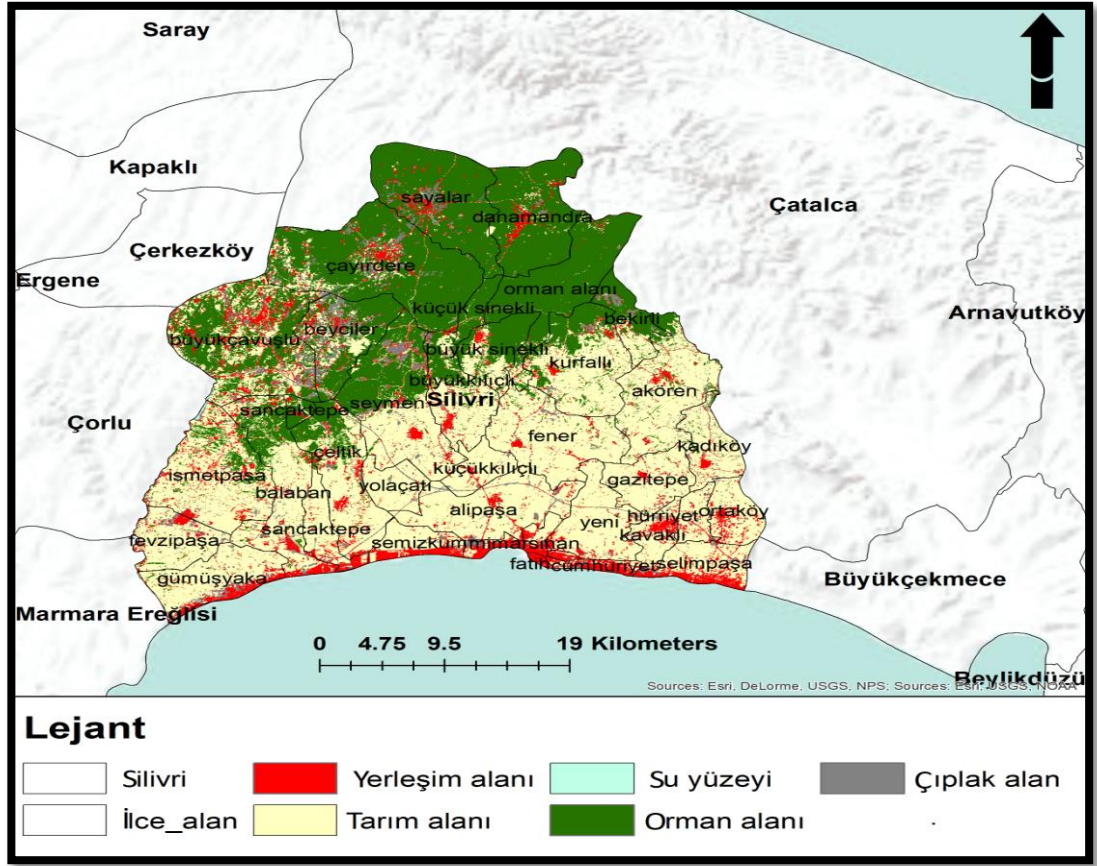 Saray
Kapaklı
Çatalca
Çerkezköy
Ergene
Arnavutköy
Çorlu
sayalar
danamandra
çayırdere
orman alanı
küçük sinekli
bekirli
beyciler
büyükçavuşlu
büyük sinekli
kurfallı
büyükkılıçlı
akören
Silivri
seymen
sancaktepe
fener
kadıköy
çeltik
küçükkılıçlı
ismetpaşa
yolaçatı
gazitepe
balaban
alipaşa
ortaköy
hürriyet
yeni
sancaktepe
kavaklı
fevzipaşa
semizkum
mimarsinan
fatih
cumhuriyet
selimpaşa
gümüşyaka
Büyükçekmece
Marmara Ereğlisi
0 4.75 9.5 19 Kilometers
Beylikdüzü
Sources: Esri, DeLorme, USGS, NPS; Sources: Esri, USGS, NOAA
Lejant
Silivri Yerleşim alanı Su yüzeyi Çıplak alan
İlce_alan Tarım alanı Orman alanı .